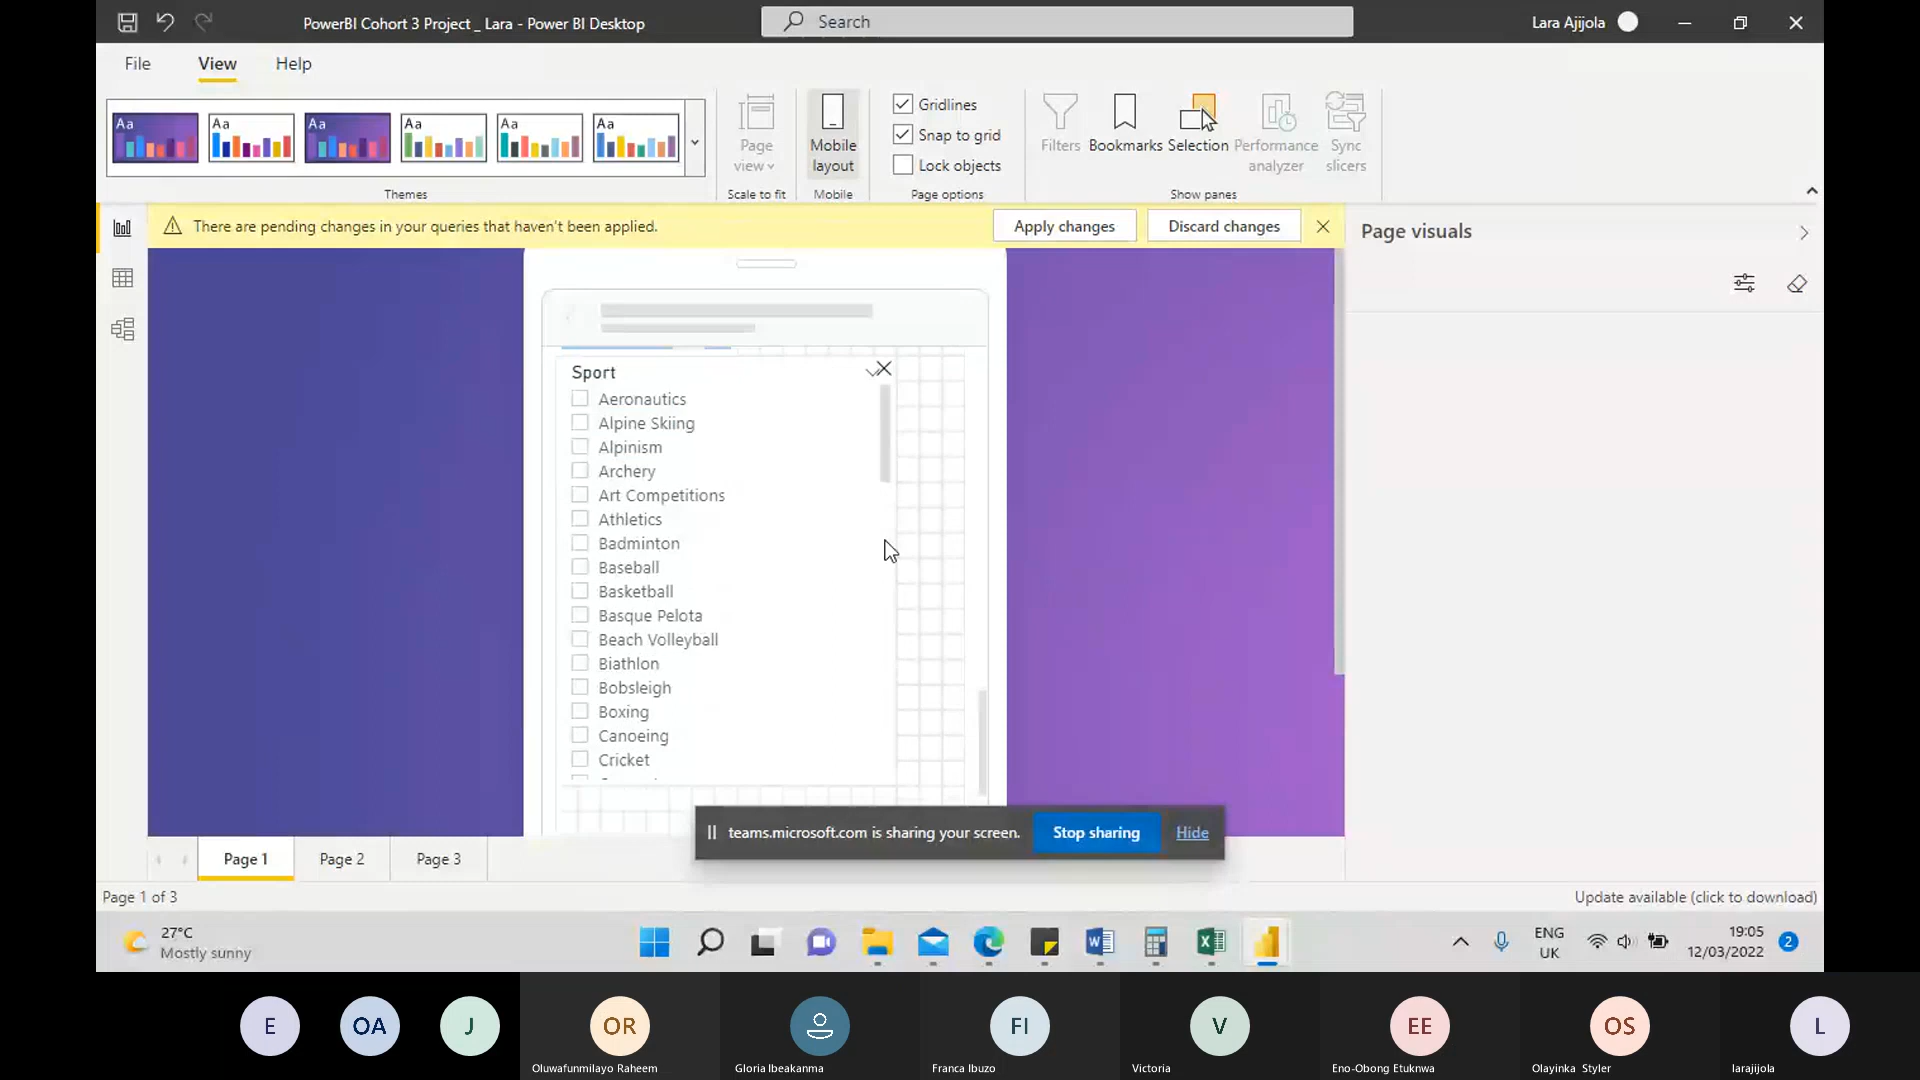 PowerBI Cohort 3 Project _ Lara - Power BI Desktop
Search
Lara Ajijola
File
View
Help
Aa
Aa
Aa
Aa
Aa
Aa
Page view
Mobile layout
Gridlines
Snap to grid
Lock objects
Filters
Bookmarks
Selection
Performance analyzer
Sync slicers
Themes
Scale to fit
Mobile
Page options
Show panes
There are pending changes in your queries that haven't been applied.
Apply changes
Discard changes
Page visuals
Sport
Aeronautics
Alpine Skiing
Alpinism
Archery
Art Competitions
Athletics
Badminton
Baseball
Basketball
Basque Pelota
Beach Volleyball
Biathlon
Bobsleigh
Boxing
Canoeing
Cricket
teams.microsoft.com is sharing your screen.
Stop sharing
Hide
Page 1
Page 2
Page 3
Page 1 of 3
Update available (click to download)
27°C
Mostly sunny
ENG
UK
19:05
12/03/2022
2
E
OA
J
OR
FI
V
EE
OS
L
Oluwafunmilayo Raheem
Gloria Ibeakanma
Franca Ibuzo
Victoria
Eno-Obong Etuknwa
Olayinka Styler
larajijola